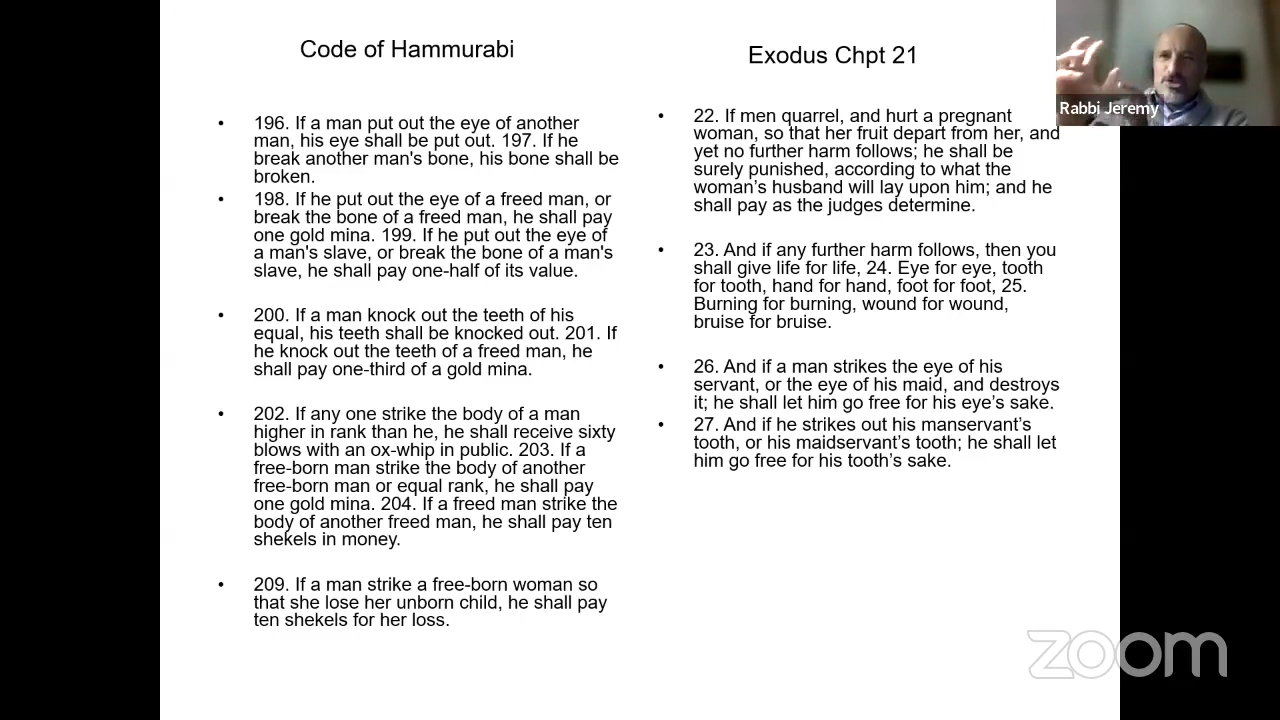 Code of Hammurabi
• 196. If a man put out the eye of another
man, his eye shall be put out. 197. If he
break another man's bone, his bone shall be
broken.
• 198. If he put out the eye of a freed man, or
break the bone of a freed man, he shall pay
one gold mina. 199. If he put out the eye of
a man's slave, or break the bone of a man's
slave, he shall pay one-half of its value.
• 200. If a man knock out the teeth of his
equal, his teeth shall be knocked out. 201. If
he knock out the teeth of a freed man, he
shall pay one-third of a gold mina.
• 202. If any one strike the body of a man
higher in rank than he, he shall receive sixty
blows with an ox-whip in public. 203. If a
free-born man strike the body of another
free-born man or equal rank, he shall pay
one gold mina. 204. If a freed man strike the
body of another freed man, he shall pay ten
shekels in money.
• 209. If a man strike a free-born woman so
that she lose her unborn child, he shall pay
ten shekels for her loss.
Exodus Chpt 21
• 22. If men quarrel, and hurt a pregnant
woman, so that her fruit depart from her, and
yet no further harm follows; he shall be
surely punished, according to what the
woman’s husband will lay upon him; and he
shall pay as the judges determine.
• 23. And if any further harm follows, then you
shall give life for life, 24. Eye for eye, tooth
for tooth, hand for hand, foot for foot, 25.
Burning for burning, wound for wound,
bruise for bruise.
• 26. And if a man strikes the eye of his
servant, or the eye of his maid, and destroys
it; he shall let him go free for his eye’s sake.
• 27. And if he strikes out his manservant’s
tooth, or his maidservant’s tooth; he shall let
him go free for his tooth’s sake.
Rabbi Jeremy
zoom